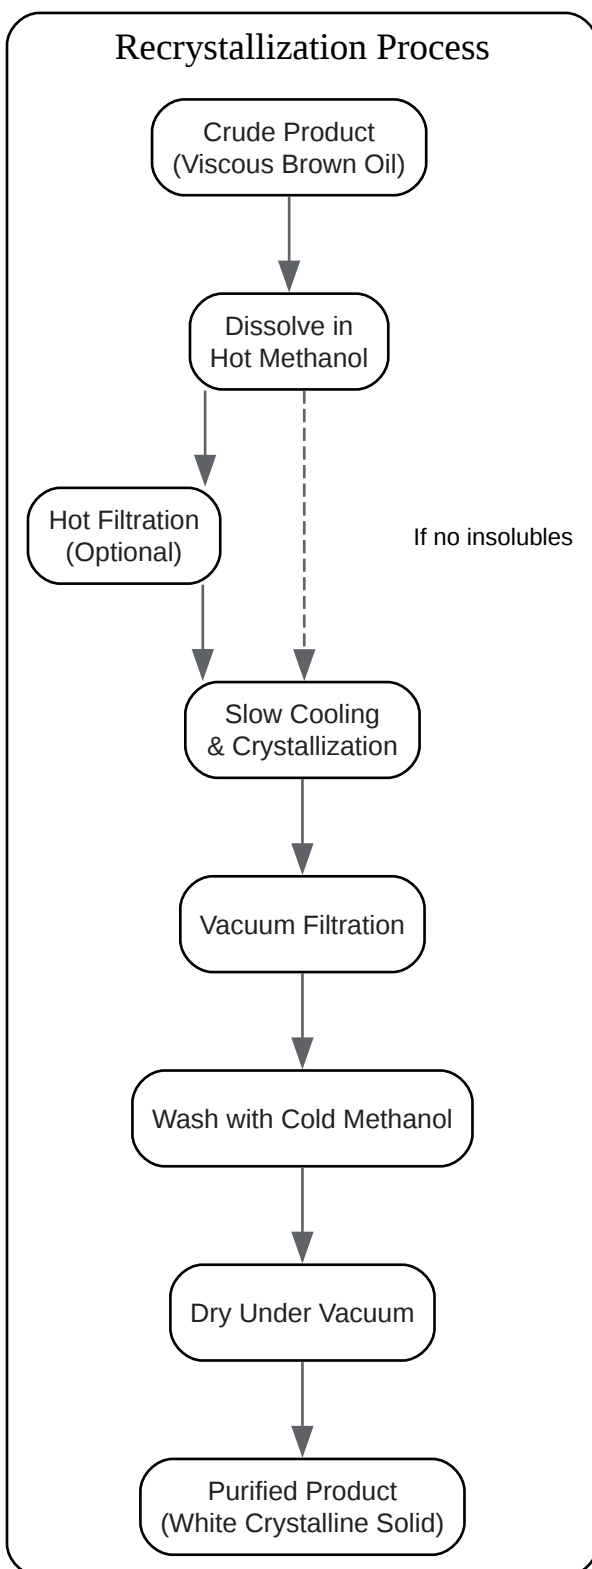 Recrystallization Process
Crude Product
(Viscous Brown Oil)
Dissolve in
Hot Methanol
Hot Filtration
(Optional)
If no insolubles
Slow Cooling
& Crystallization
Vacuum Filtration
Wash with Cold Methanol
Dry Under Vacuum
Purified Product
(White Crystalline Solid)